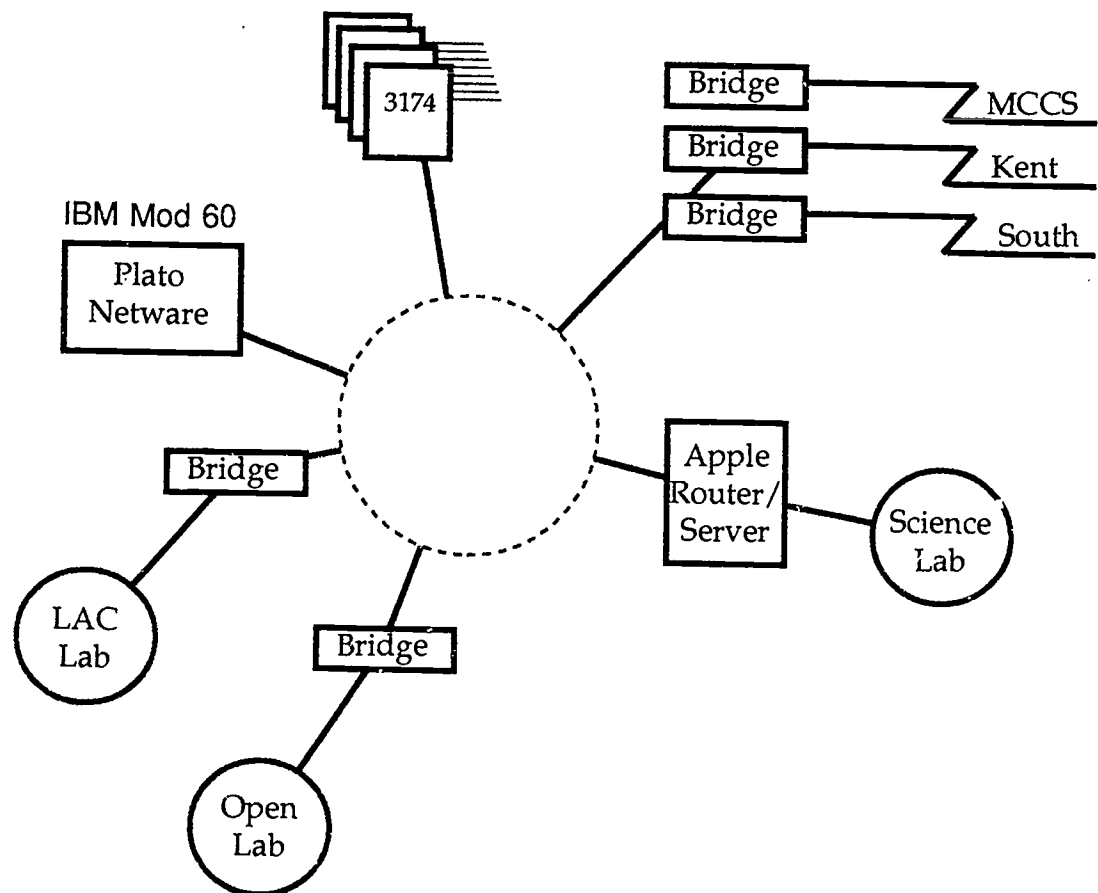 3174
Bridge
MCCS
Bridge
Kent
Bridge
South
IBM Mod 60
Plato
Netware
Apple
Router/
Server
Science
Lab
Bridge
LAC
Lab
Bridge
Open
Lab